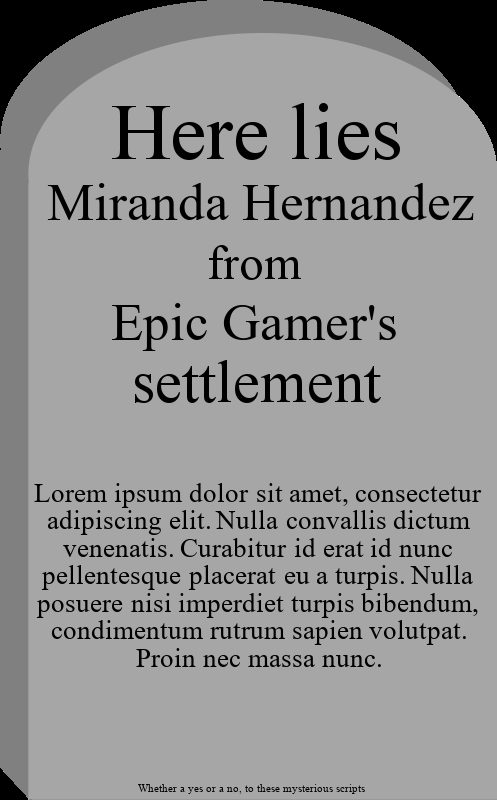 Here lies
Miranda Hernandez
from
Epic Gamer's
settlement
Lorem ipsum dolor sit amet, consectetur
adipiscing elit. Nulla convallis dictum
venenatis. Curabitur id erat id nunc
pellentesque placerat eu a turpis. Nulla
posuere nisi imperdiet turpis bibendum,
condimentum rutrum sapien volutpat.
Proin nec massa nunc.
Whether a yes or a no, to these mysterious scripts